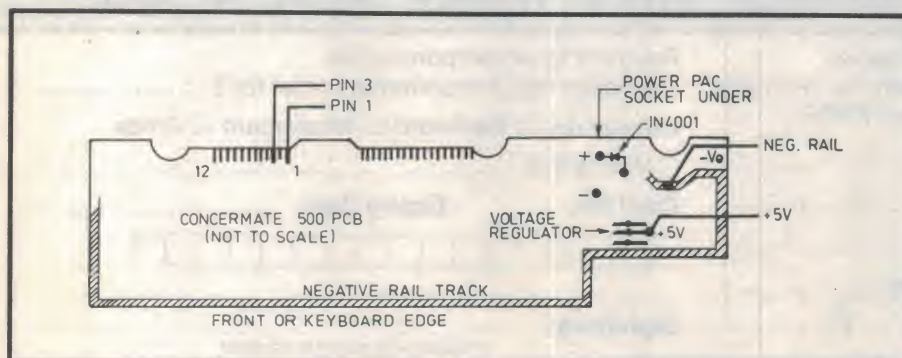 PIN 3
PIN 1
POWER PAC
SOCKET UNDER
IN4001
NEG. RAIL
+
-Ve
12
1
-
CONCERMATE 500 PCB
(NOT TO SCALE)
VOLTAGE
REGULATOR
+5V
+5V
NEGATIVE RAIL TRACK
FRONT OR KEYBOARD EDGE